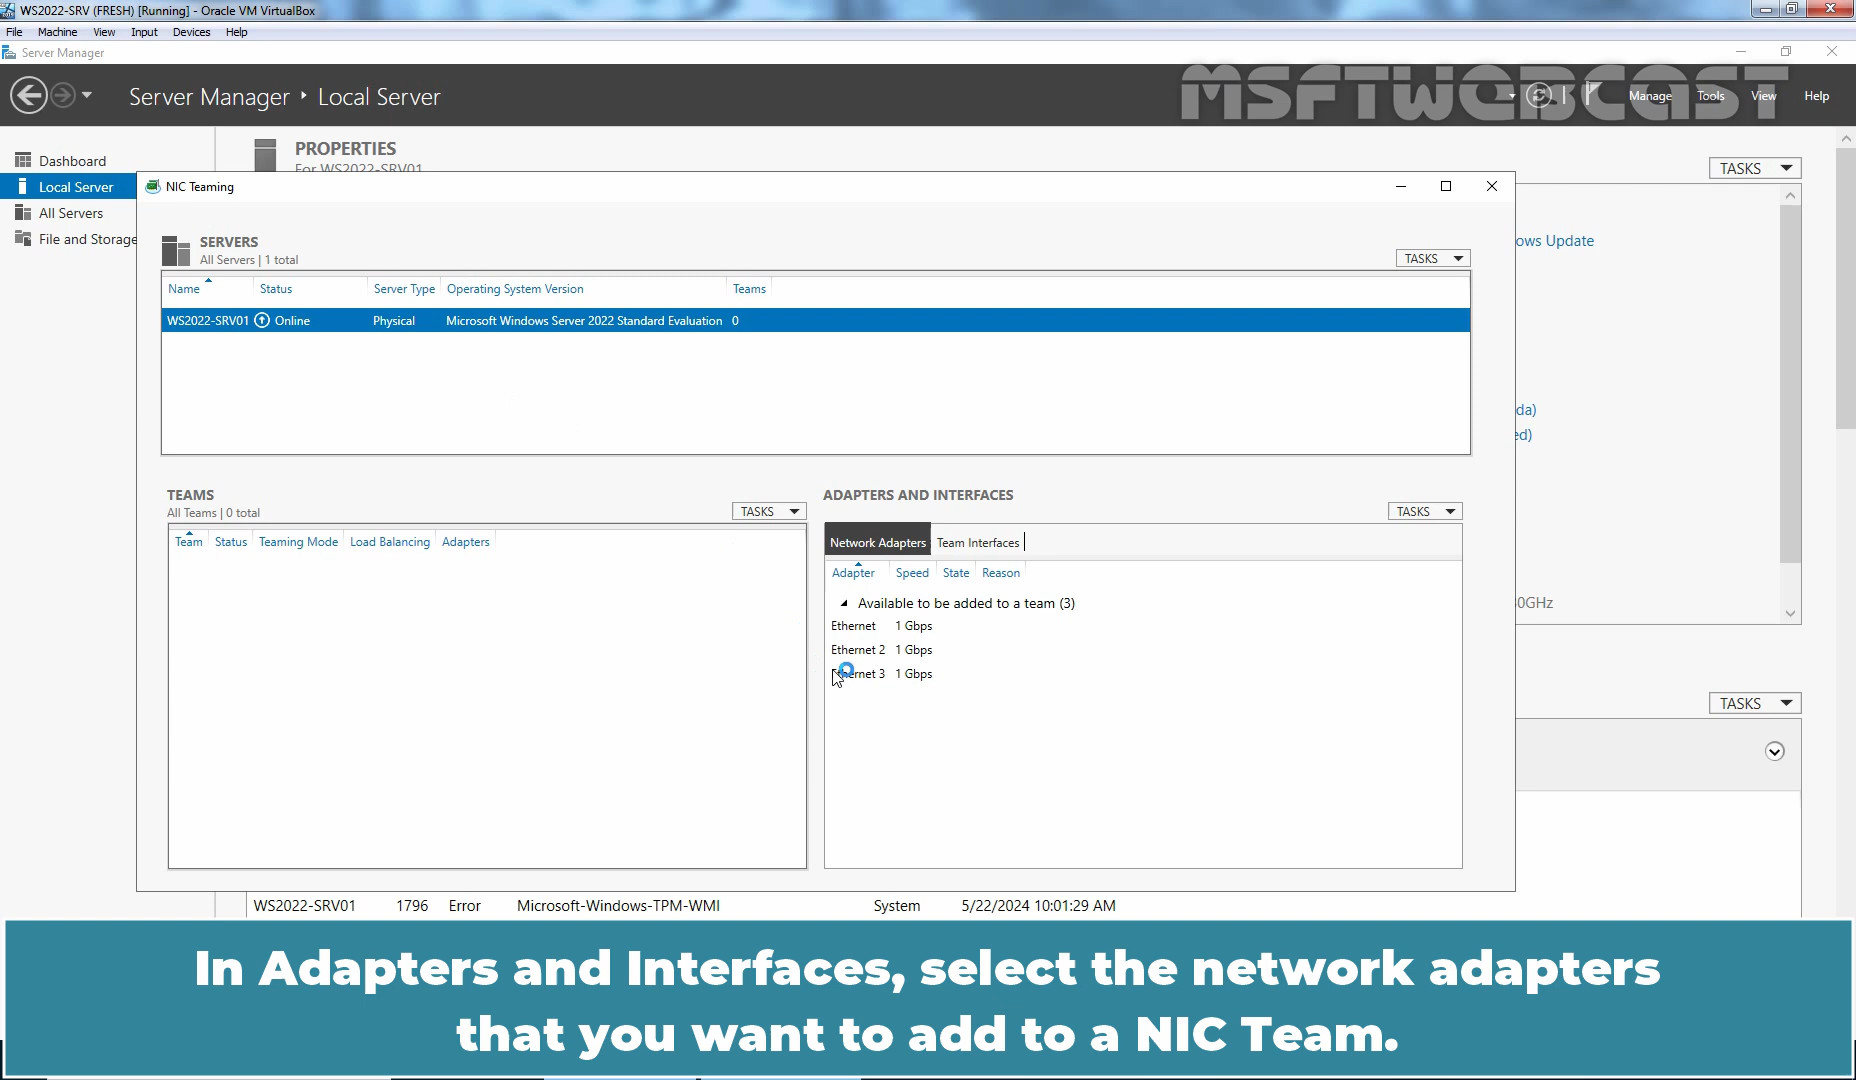 WS2022-SRV (FRESH) [Running] - Oracle VM VirtualBox
File Machine View Input Devices Help
Server Manager
Server Manager Local Server
MSFTWEBCAST
Manage Tools View Help
Dashboard
Local Server
All Servers
File and Storage
PROPERTIES
For WS2022-SRV01
TASKS
NIC Teaming
SERVERS
All Servers | 1 total
TASKS
Name Status Server Type Operating System Version Teams
WS2022-SRV01 Online Physical Microsoft Windows Server 2022 Standard Evaluation 0
ows Update
da)
ed)
0GHz
TEAMS
All Teams | 0 total
TASKS
Team Status Teaming Mode Load Balancing Adapters
ADAPTERS AND INTERFACES
TASKS
Network Adapters Team Interfaces
Adapter Speed State Reason
Available to be added to a team (3)
Ethernet 1 Gbps
Ethernet 2 1 Gbps
ernet 3 1 Gbps
TASKS
WS2022-SRV01 1796 Error Microsoft-Windows-TPM-WMI System 5/22/2024 10:01:29 AM
In Adapters and Interfaces, select the network adapters
that you want to add to a NIC Team.